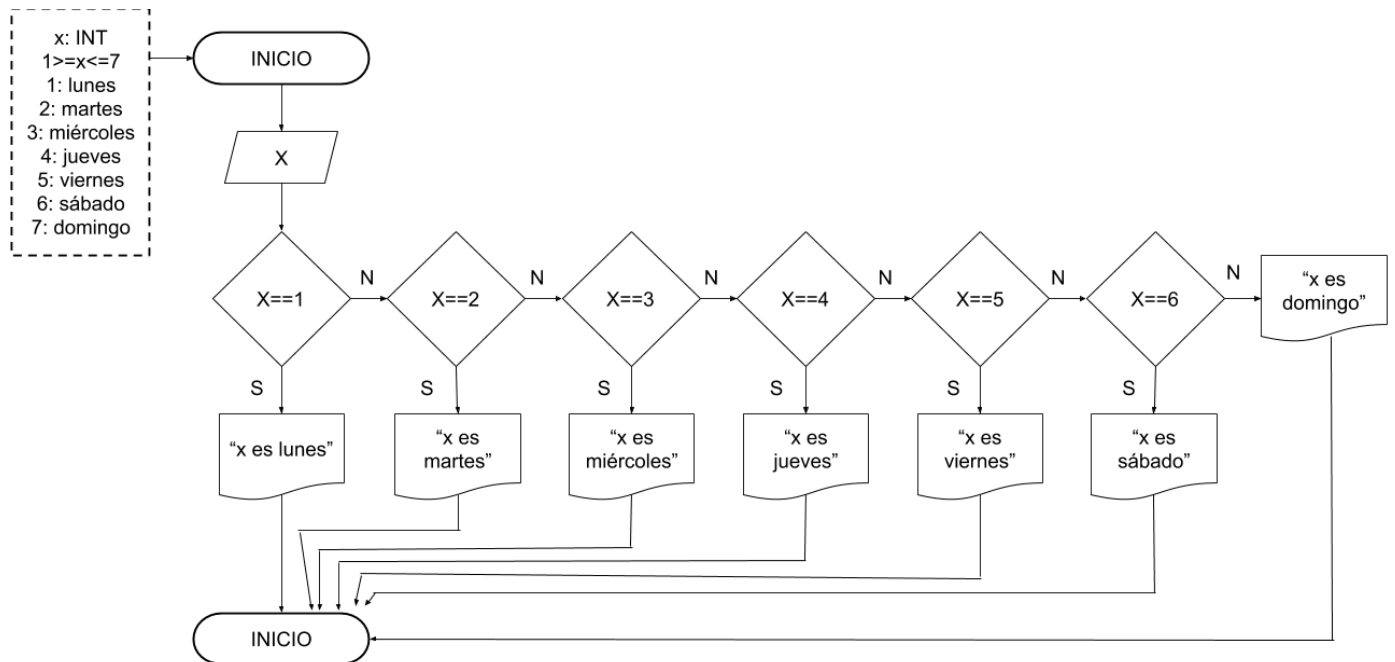 x: INT
1>=x<=7
1: lunes
2: martes
3: miércoles
4: jueves
5: viernes
6: sábado
7: domingo
INICIO
X
X==1
N
X==2
N
X==3
N
X==4
N
X==5
N
X==6
N
“x es
domingo”
S
S
S
S
S
S
“x es lunes”
“x es
martes”
“x es
miércoles”
“x es
jueves”
“x es
viernes”
“x es
sábado”
INICIO